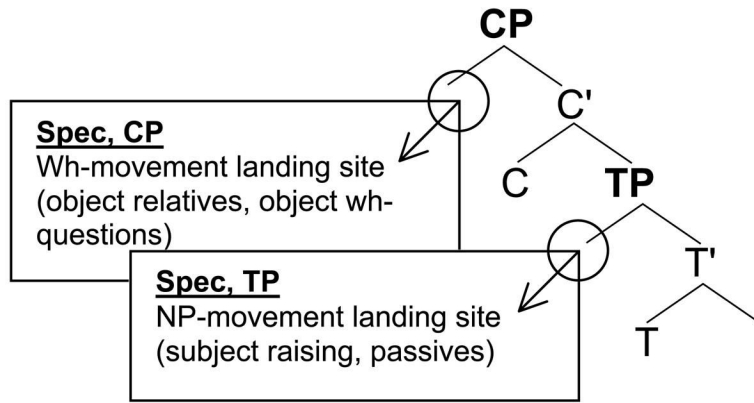 CP
C'
Spec, CP
Wh-movement landing site
(object relatives, object wh-
questions)
C
TP
T'
Spec, TP
NP-movement landing site
(subject raising, passives)
T